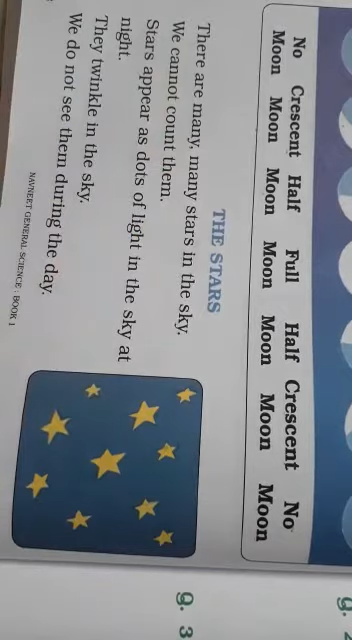 No Crescent Half Full Half Crescent No
Moon Moon Moon Moon Moon Moon Moon
THE STARS
There are many, many stars in the sky.
We cannot count them.
Stars appear as dots of light in the sky at
night.
They twinkle in the sky.
We do not see them during the day.
NAVNEET GENERAL SCIENCE : BOOK 1
g. 3